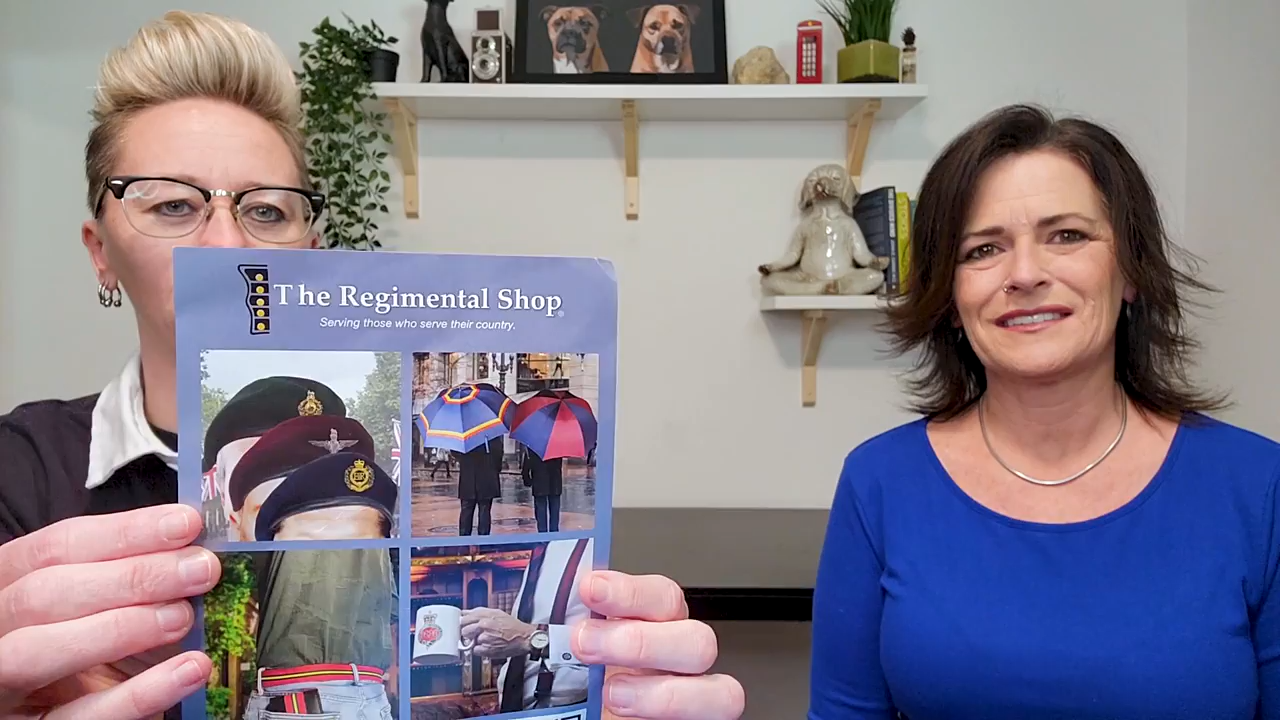 The Regimental Shop®
Serving those who serve their country.